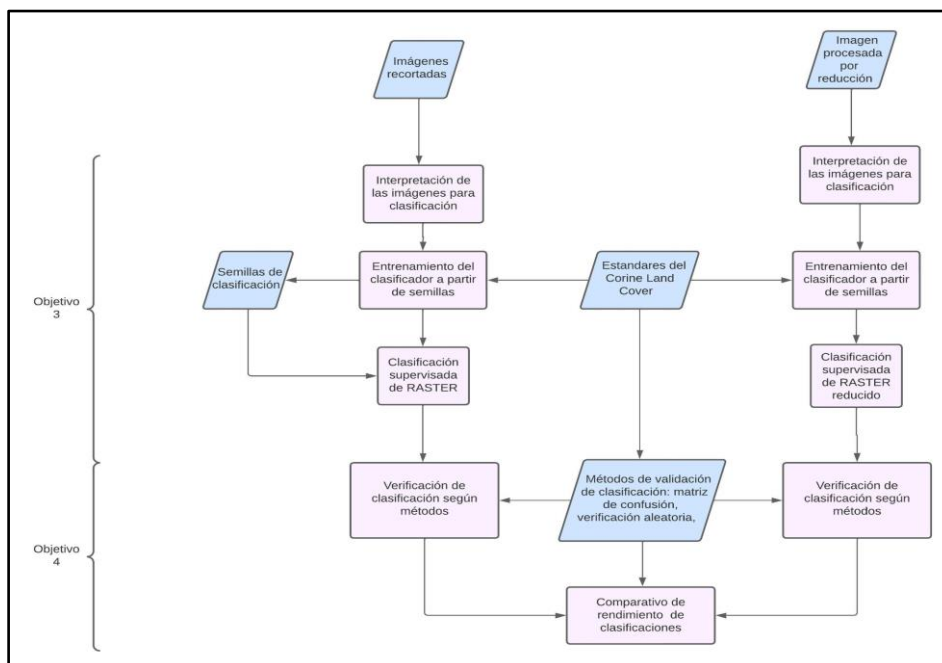 Imágenes
recortadas
Imagen
procesada
por
reducción
Interpretación de
las imágenes para
clasificación
Interpretación de
las imágenes para
clasificación
Semillas de
clasificación
Entrenamiento del
clasificador a partir
de semillas
Estandares del
Corine Land
Cover
Entrenamiento del
clasificador a partir
de semillas
Objetivo
3
Clasificación
supervisada
de RASTER
Clasificación
supervisada
de RASTER
reducido
Verificación de
clasificación según
métodos
Métodos de validación
de clasificación: matriz
de confusión,
verificación aleatoria,
Verificación de
clasificación según
métodos
Objetivo
4
Comparativo de
rendimiento de
clasificaciones